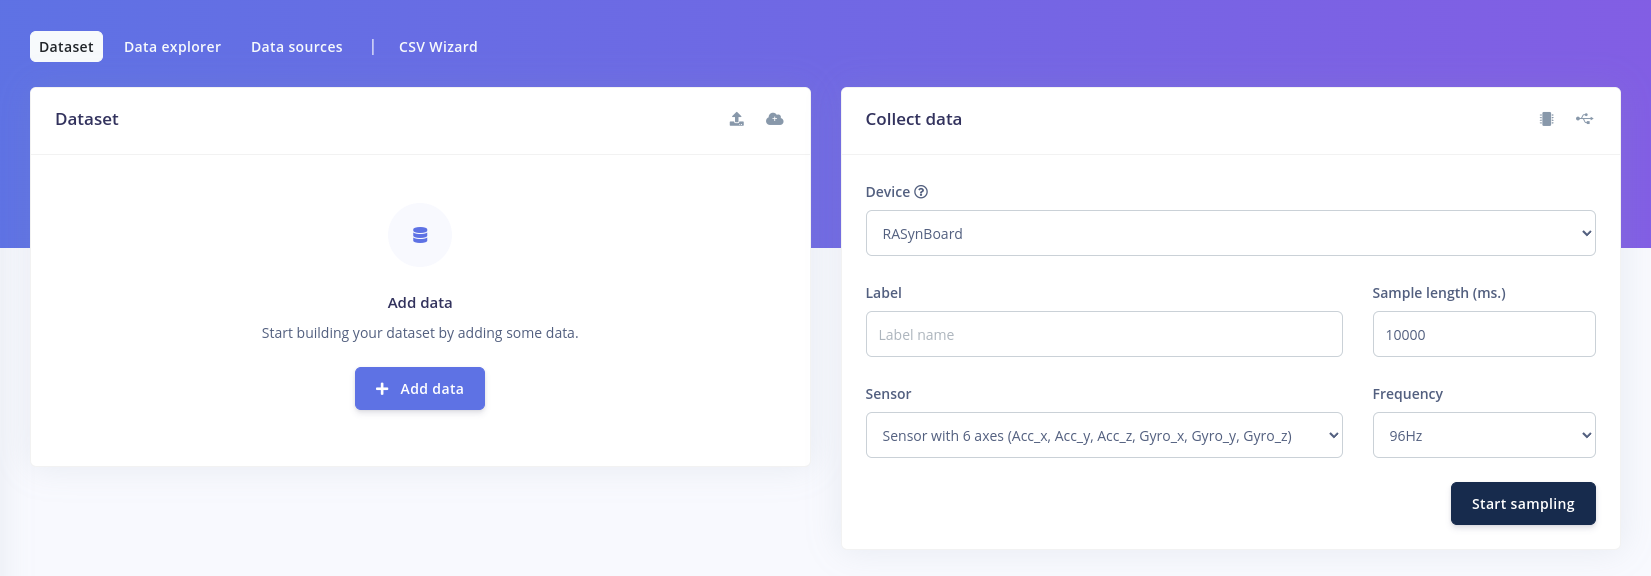 Dataset Data explorer Data sources | CSV Wizard
Dataset
Add data
Start building your dataset by adding some data.
+ Add data
Collect data
Device ?
RASynBoard
Label Sample length (ms.)
Label name 10000
Sensor Frequency
Sensor with 6 axes (Acc_x, Acc_y, Acc_z, Gyro_x, Gyro_y, Gyro_z) 96Hz
Start sampling